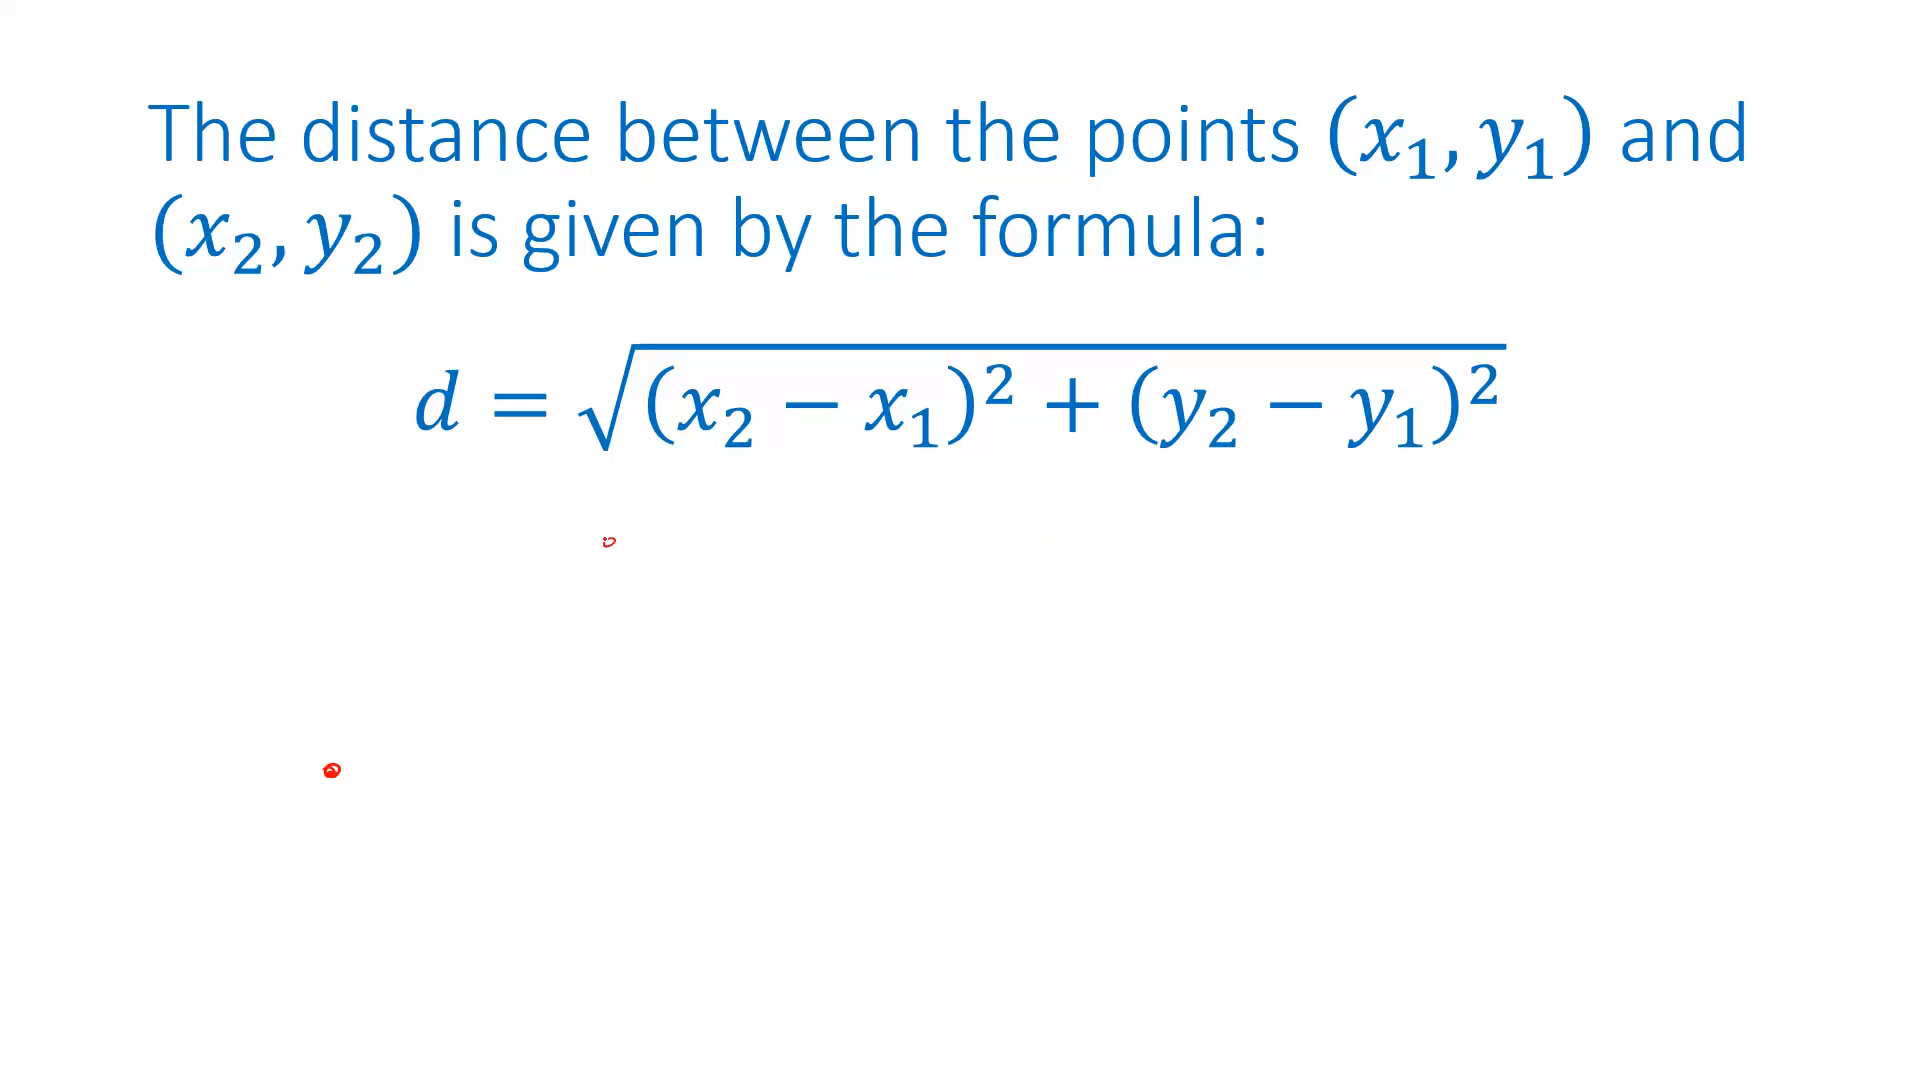 The distance between the points (x₁, y₁) and
(x₂, y₂) is given by the formula:
d = √((x₂ − x₁)² + (y₂ − y₁)²)